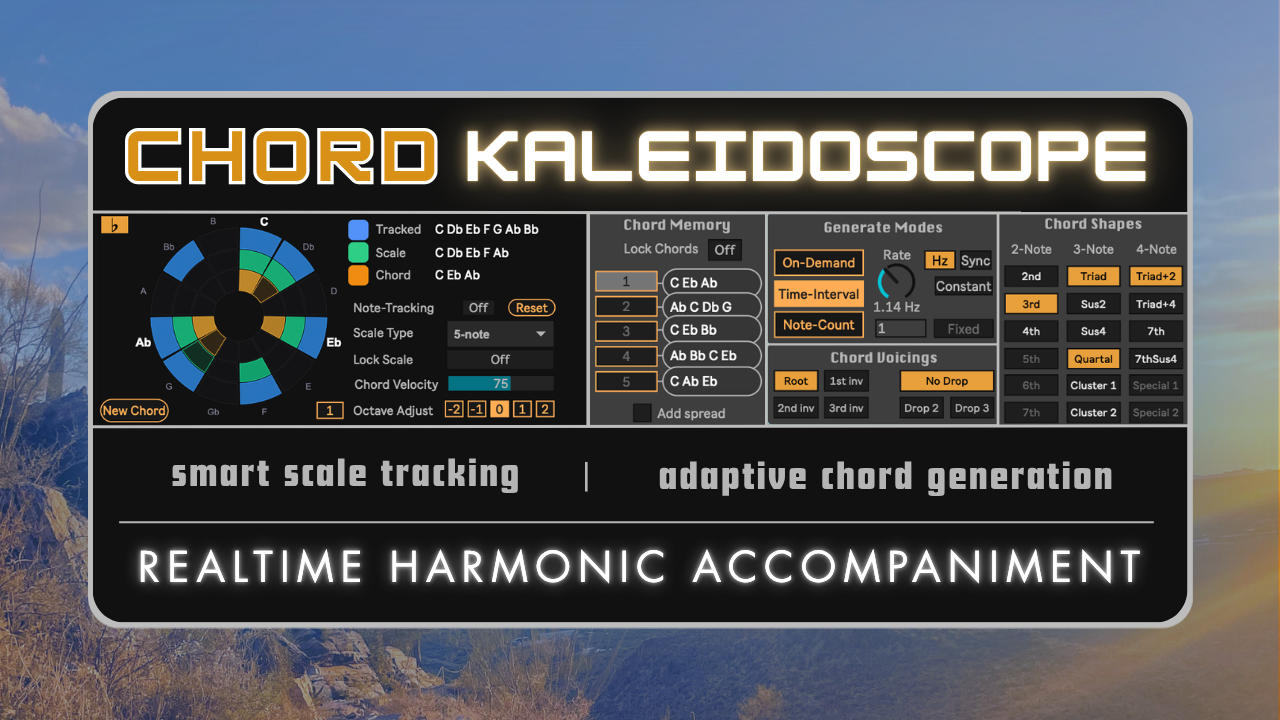 CHORD KALEIDOSCOPE
♭
B
C
Db
D
Eb
E
F
Gb
G
Ab
A
Bb
New Chord
1
Tracked C Db Eb F G Ab Bb
Scale C Db Eb F Ab
Chord C Eb Ab
Note-Tracking Off Reset
Scale Type 5-note
Lock Scale Off
Chord Velocity 75
Octave Adjust -2 -1 0 1 2
Chord Memory
Lock Chords Off
1 C Eb Ab
2 Ab C Db G
3 C Eb Bb
4 Ab Bb C Eb
5 C Ab Eb
Add spread
Generate Modes
On-Demand
Time-Interval
Note-Count
Rate
1.14 Hz
Hz Sync
Constant
1 Fixed
Chord Voicings
Root 1st inv No Drop
2nd inv 3rd inv Drop 2 Drop 3
Chord Shapes
2-Note 3-Note 4-Note
2nd Triad Triad+2
3rd Sus2 Triad+4
4th Sus4 7th
5th Quartal 7thSus4
6th Cluster 1 Special 1
7th Cluster 2 Special 2
smart scale tracking | adaptive chord generation
REALTIME HARMONIC ACCOMPANIMENT